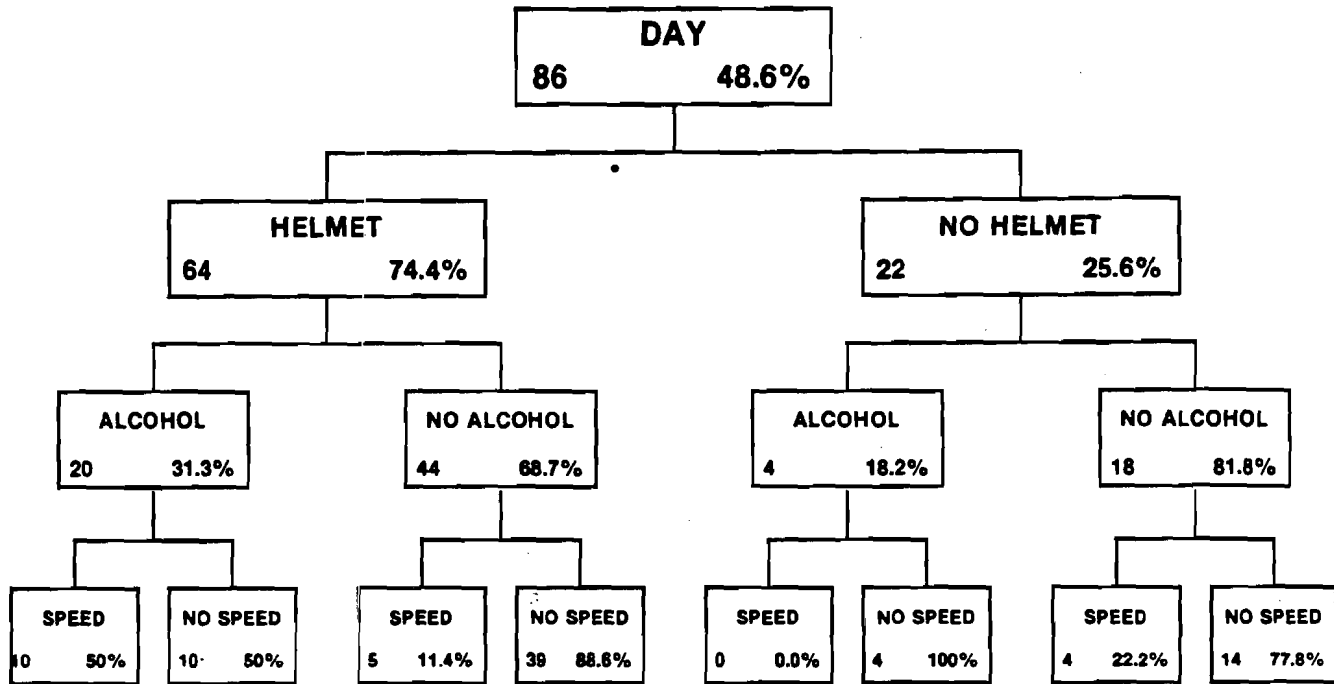 DAY
86 48.6%
HELMET
64 74.4%
NO HELMET
22 25.6%
ALCOHOL
20 31.3%
NO ALCOHOL
44 68.7%
ALCOHOL
4 18.2%
NO ALCOHOL
18 81.8%
SPEED
10 50%
NO SPEED
10 50%
SPEED
5 11.4%
NO SPEED
39 88.6%
SPEED
0 0.0%
NO SPEED
4 100%
SPEED
4 22.2%
NO SPEED
14 77.8%